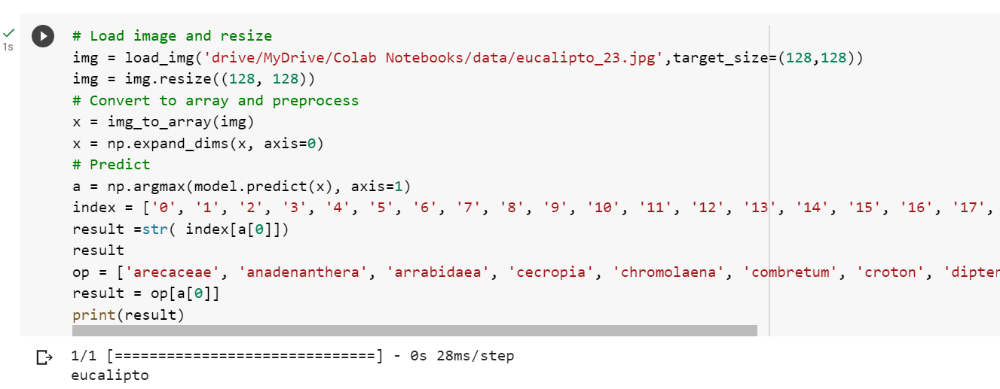 1s
# Load image and resize
img = load_img('drive/MyDrive/Colab Notebooks/data/eucalipto_23.jpg',target_size=(128,128))
img = img.resize((128, 128))
# Convert to array and preprocess
x = img_to_array(img)
x = np.expand_dims(x, axis=0)
# Predict
a = np.argmax(model.predict(x), axis=1)
index = ['0', '1', '2', '3', '4', '5', '6', '7', '8', '9', '10', '11', '12', '13', '14', '15', '16', '17',
result =str( index[a[0]])
result
op = ['arecaceae', 'anadenanthera', 'arrabidaea', 'cecropia', 'chromolaena', 'combretum', 'croton', 'dipter
result = op[a[0]]
print(result)
1/1 [==============================] - 0s 28ms/step
eucalipto